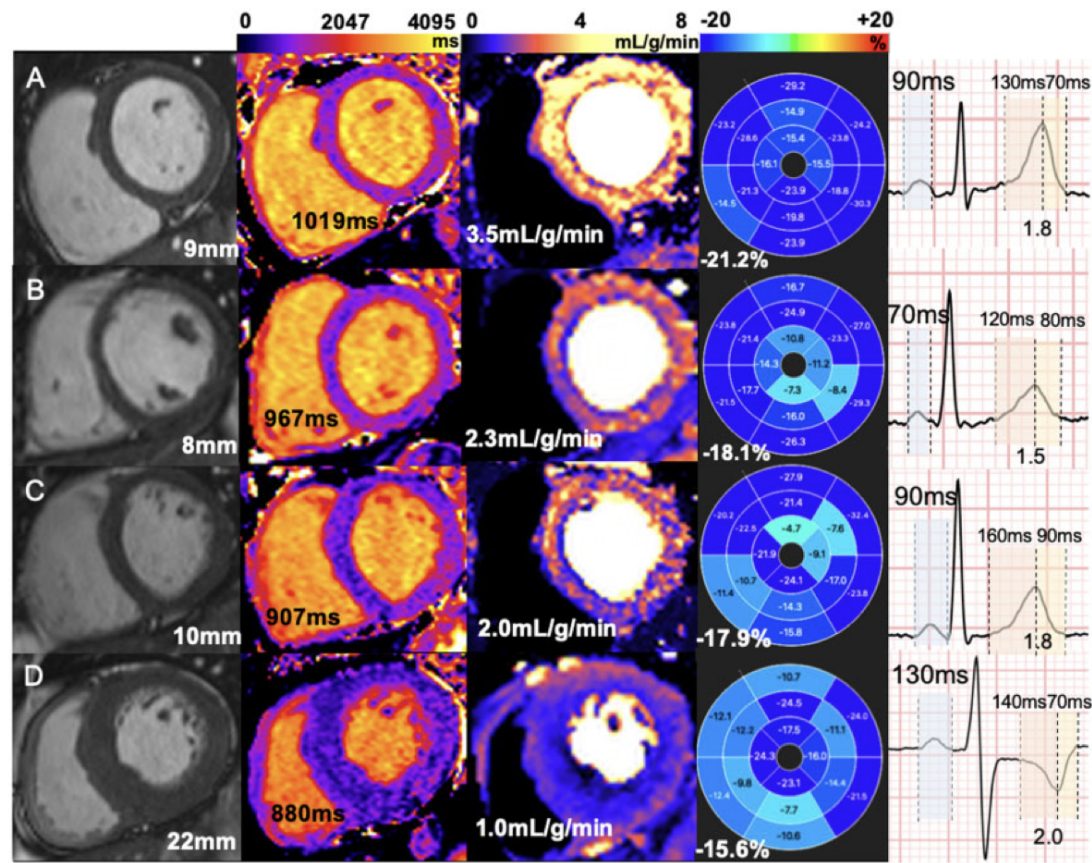 0 2047 4095 0 4 8 -20 +20
ms mL/g/min %
A
9mm
1019ms
3.5mL/g/min
-29.2
-23.2 -14.9 -24.2
-28.6 -15.4 -23.8
-16.1 -15.5
-14.5 -21.3 -23.9 -18.8 -30.3
-19.8
-23.9
-21.2%
90ms 130ms 70ms
1.8
B
8mm
967ms
2.3mL/g/min
-16.7
-23.8 -24.9 -27.0
-21.4 -10.8 -23.3
-14.3 -11.2
-21.5 -17.7 -7.3 -8.4 -29.3
-16.0
-26.3
-18.1%
70ms 120ms 80ms
1.5
C
10mm
907ms
2.0mL/g/min
-27.9
-20.2 -21.4 -32.4
-22.5 -4.7 -7.6
-21.9 -9.1
-11.4 -10.7 -24.1 -17.0 -23.8
-14.3
-15.8
-17.9%
90ms 160ms 90ms
1.8
D
22mm
880ms
1.0mL/g/min
-10.7
-12.1 -24.5 -24.0
-12.2 -17.5 -11.1
24.3 -16.0
-12.4 -9.8 -23.1 -14.4 -21.5
-7.7
-10.6
-15.6%
130ms 140ms 70ms
2.0